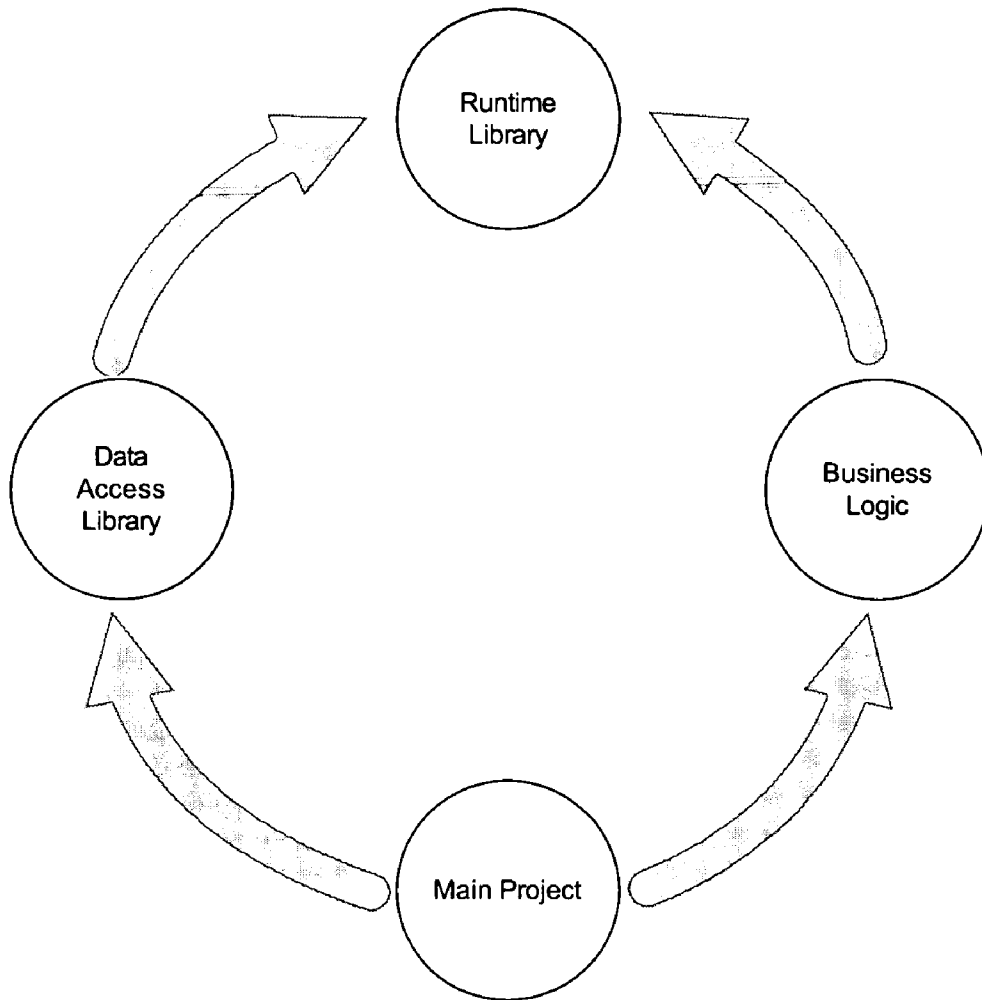 Runtime
Library
Data
Access
Library
Business
Logic
Main Project